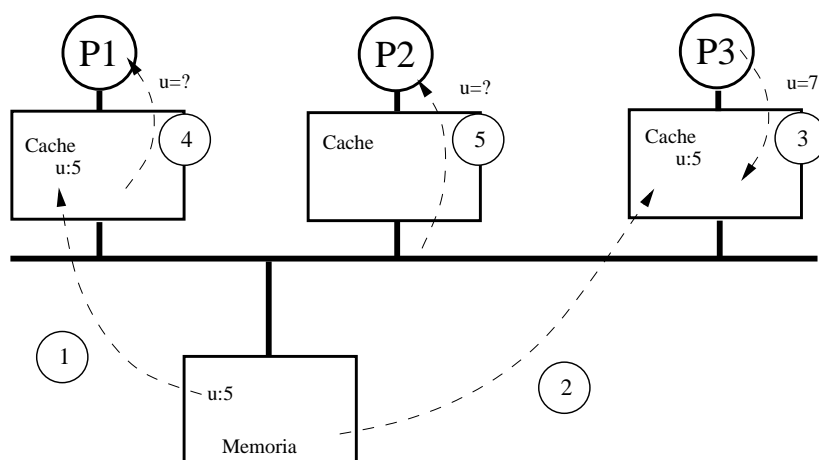 P1
P2
P3
u=?
u=?
u=7
4
5
3
Cache
u:5
Cache
Cache
u:5
1
2
u:5
Memoria